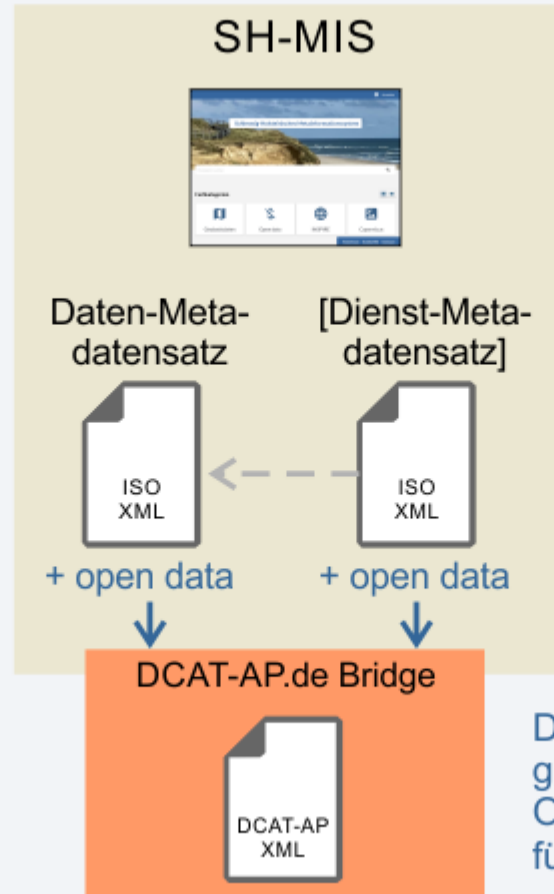 SH-MIS
Daten-Meta-
datensatz
[Dienst-Meta-
datensatz]
ISO
XML
ISO
XML
+ open data
+ open data
DCAT-AP.de Bridge
DCAT-AP
XML